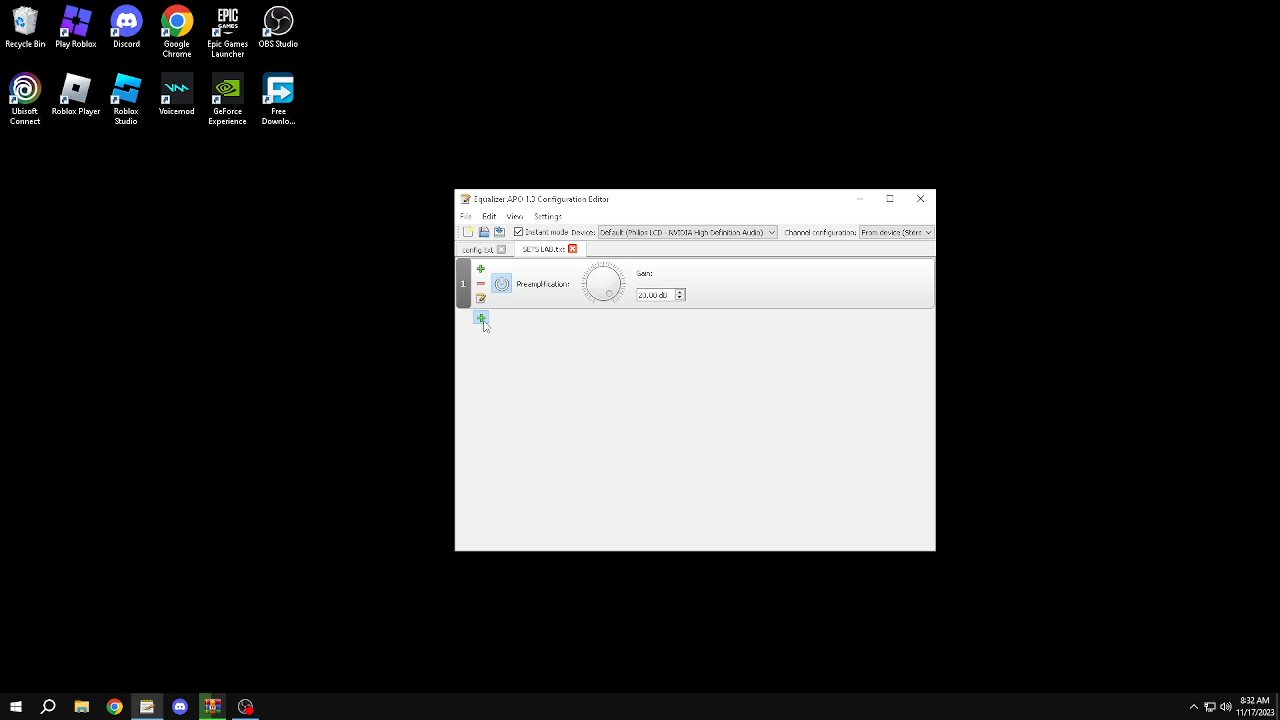 Recycle Bin
Play Roblox
Discord
Google
Chrome
Epic Games
Launcher
OBS Studio
Ubisoft
Connect
Roblox Player
Roblox
Studio
Voicemod
GeForce
Experience
Free
Downlo...
EPIC
GAMES
Equalizer APO 1.3 Configuration Editor
File Edit View Settings
Instant mode Device: Default (Philips LCD - NVIDIA High Definition Audio) Channel configuration: From device (Stere
config.txt SETS LAB.txt
1 Preamplification: Gain:
20.00 dB
8:32 AM
11/17/2023